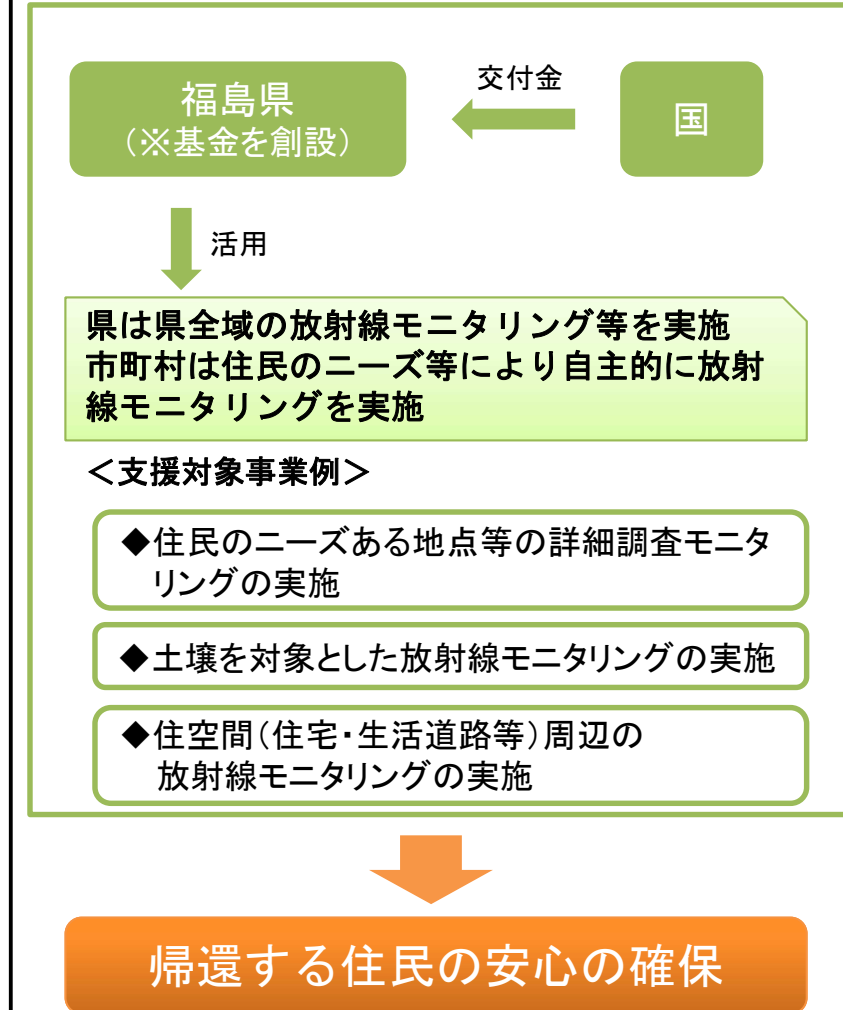 福島県
(※基金を創設)
交付金
国
活用
県は県全域の放射線モニタリング等を実施
市町村は住民のニーズ等により自主的に放射
線モニタリングを実施
＜支援対象事業例＞
◆住民のニーズある地点等の詳細調査モニタ
リングの実施
◆土壌を対象とした放射線モニタリングの実施
◆住空間(住宅・生活道路等)周辺の
放射線モニタリングの実施
帰還する住民の安心の確保